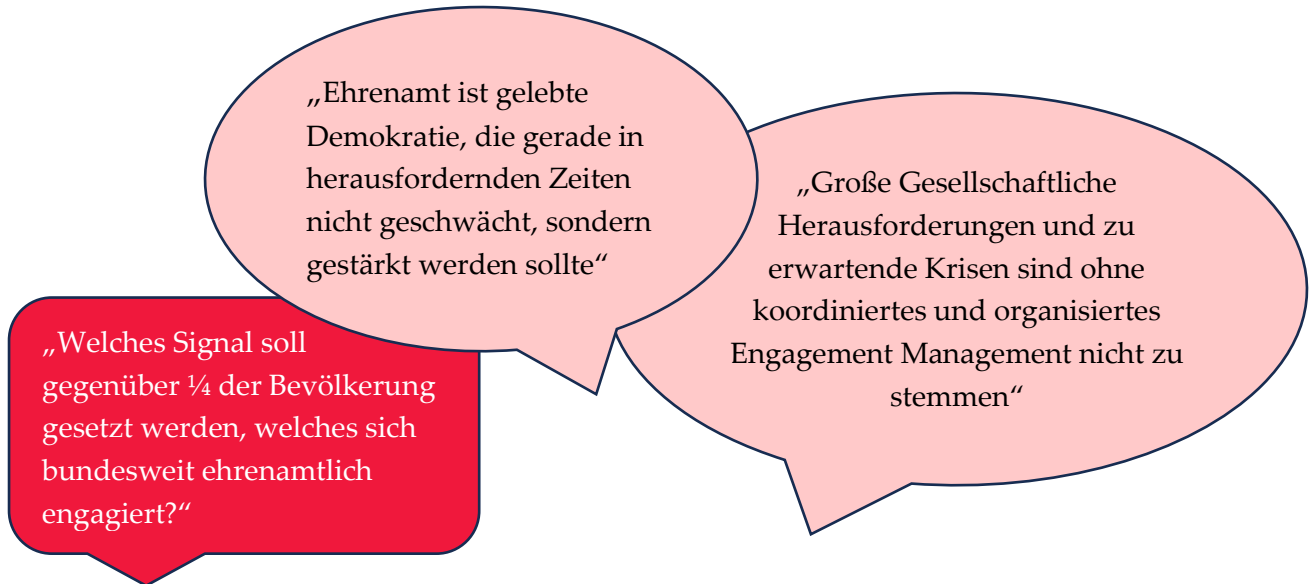 „Ehrenamt ist gelebte
Demokratie, die gerade in
herausfordernden Zeiten
nicht geschwächt, sondern
gestärkt werden sollte“
„Große Gesellschaftliche
Herausforderungen und zu
erwartende Krisen sind ohne
koordiniertes und organisiertes
Engagement Management nicht zu
stemmen“
„Welches Signal soll
gegenüber ¼ der Bevölkerung
gesetzt werden, welches sich
bundesweit ehrenamtlich
engagiert?“